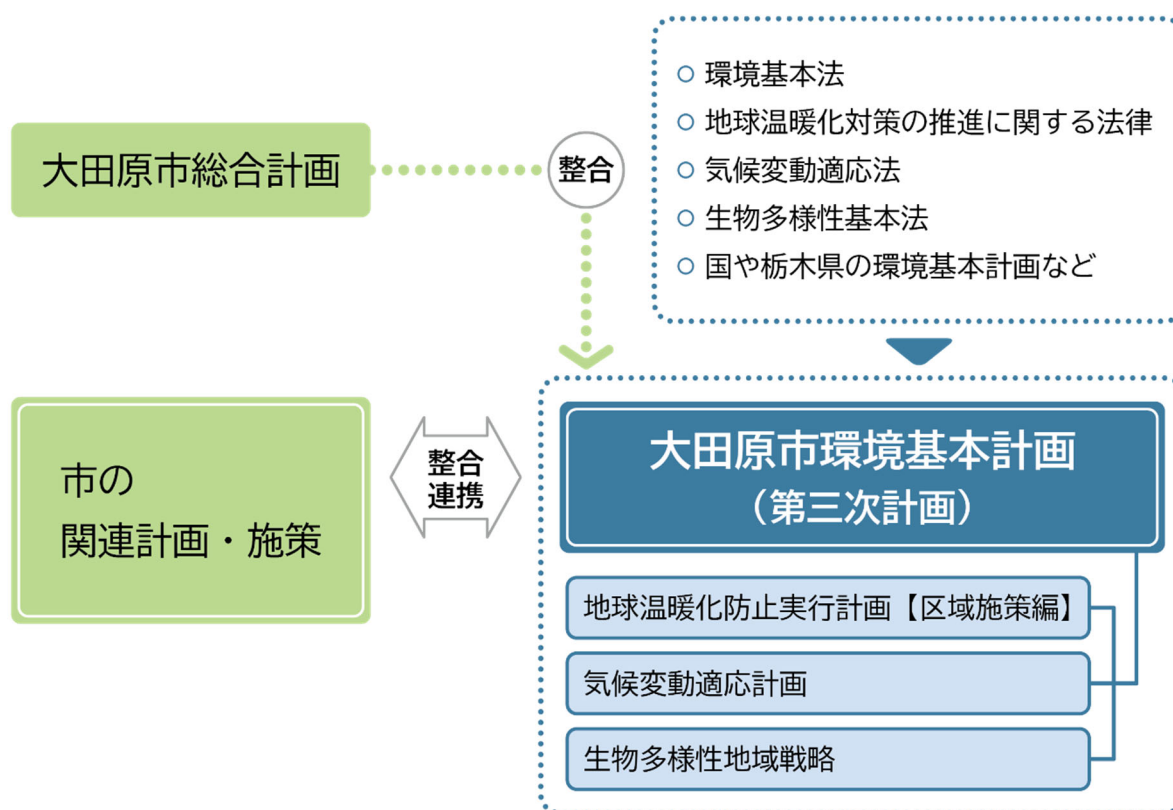 大田原市総合計画
整合
○ 環境基本法
○ 地球温暖化対策の推進に関する法律
○ 気候変動適応法
○ 生物多様性基本法
○ 国や栃木県の環境基本計画など
市の
関連計画・施策
整合
連携
大田原市環境基本計画
（第三次計画）
地球温暖化防止実行計画【区域施策編】
気候変動適応計画
生物多様性地域戦略